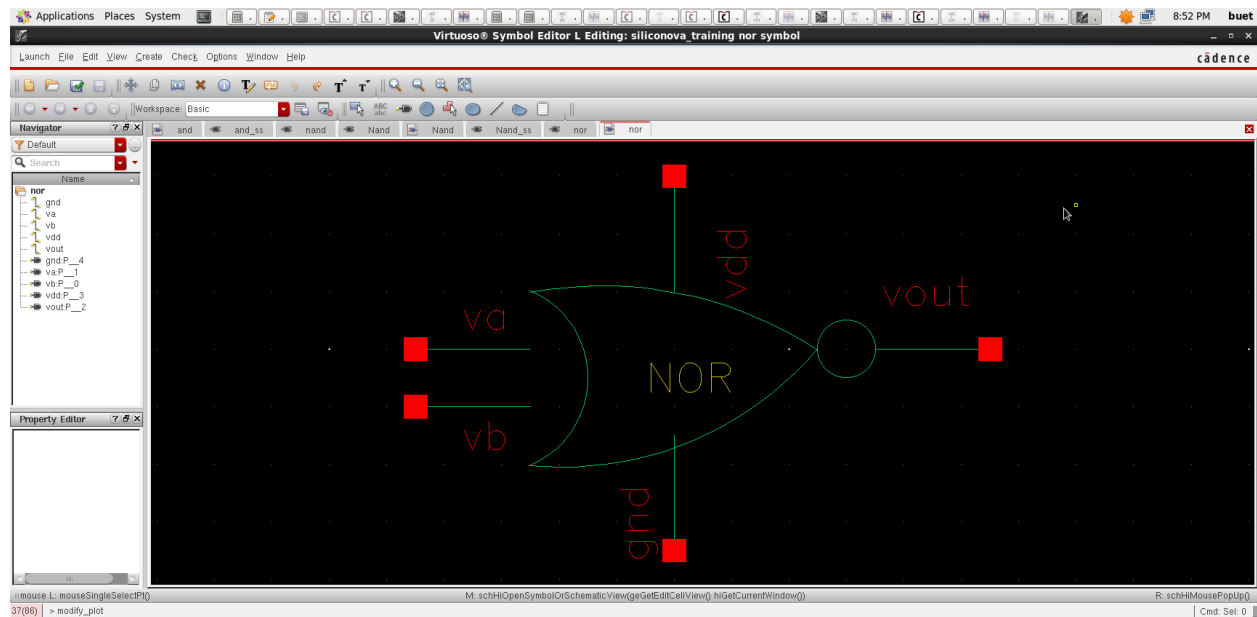 Applications Places System 8:52 PM buet
Virtuoso® Symbol Editor L Editing: siliconova_training nor symbol
Launch File Edit View Create Check Options Window Help
cādence
Workspace: Basic
Navigator
and and_ss nand Nand Nand Nand_ss nor nor
Default
Search
Name
nor
gnd
va
vb
vdd
vout
gnd:P__4
va:P__1
vb:P__0
vdd:P__3
vout:P__2
Property Editor
vdd
vout
va
NOR
vb
gnd
mouse L: mouseSingleSelectPt() M: schHiOpenSymbolOrSchematicView(geGetEditCellView() hiGetCurrentWindow()) R: schHiMousePopUp()
37(86) > modify_plot Cmd: Sel: 0